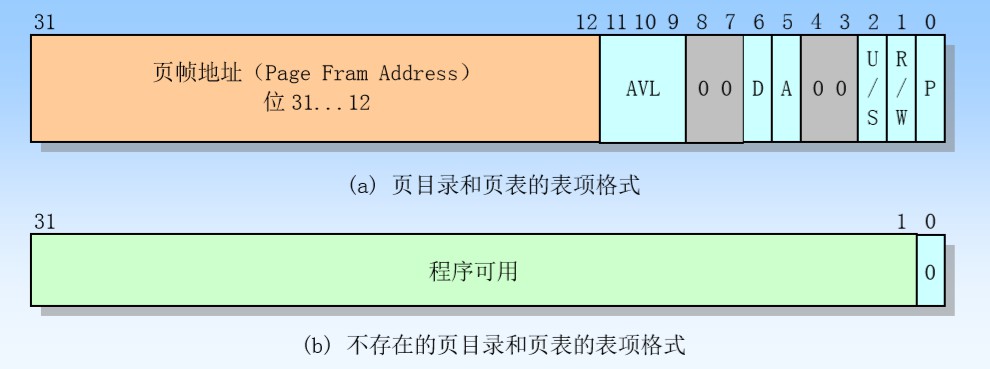 31 12 11 10 9 8 7 6 5 4 3 2 1 0
页帧地址（Page Fram Address）
位 31...12
AVL
0 0
D
A
0 0
U
/
S
R
/
W
P
(a) 页目录和页表的表项格式
31 1 0
程序可用
0
(b) 不存在的页目录和页表的表项格式